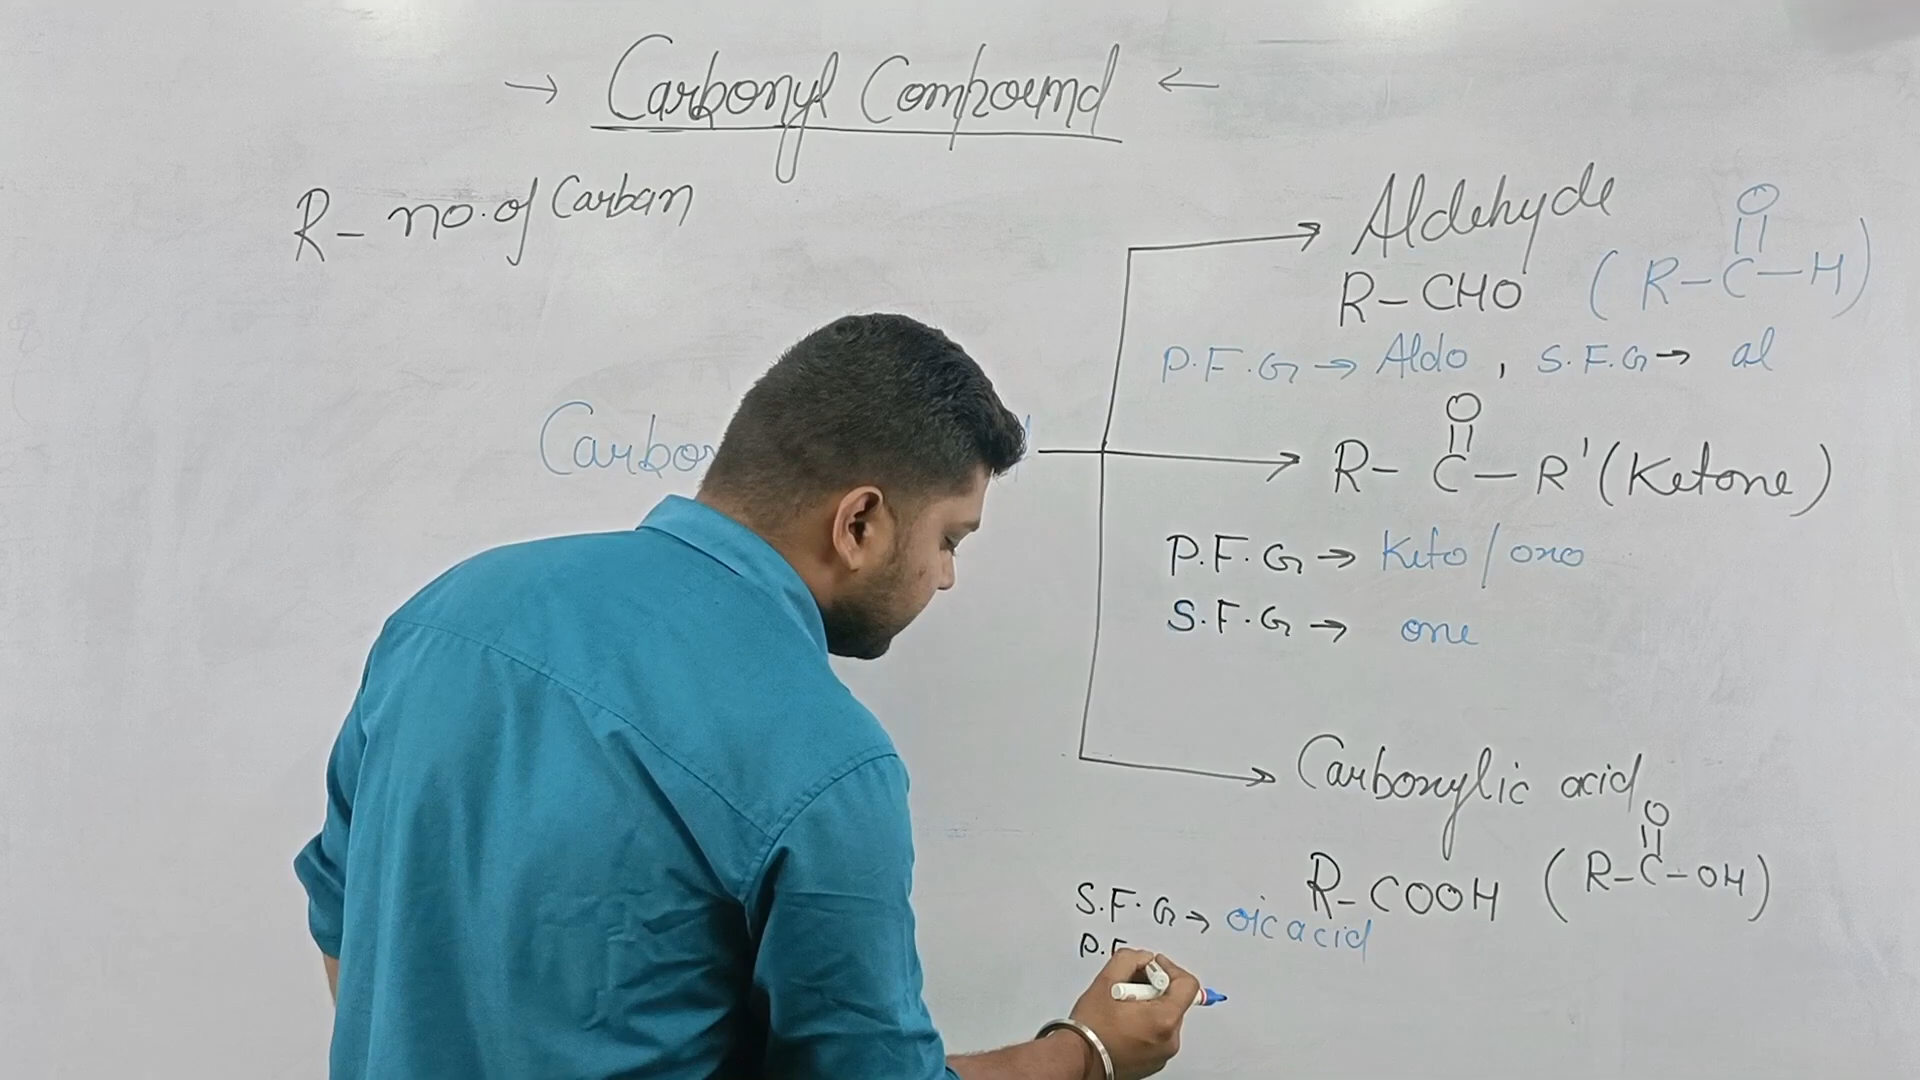 → Carbonyl Compound ←
R- no. of Carban
Aldehyde
R-CHO (R-C-H)
O
P.F.G → Aldo, S.F.G → al
O
R-C-R' (Ketone)
P.F.G → Keto/oxo
S.F.G → one
Carboxylic acid
O
R-COOH (R-C-OH)
S.F.G → oic acid